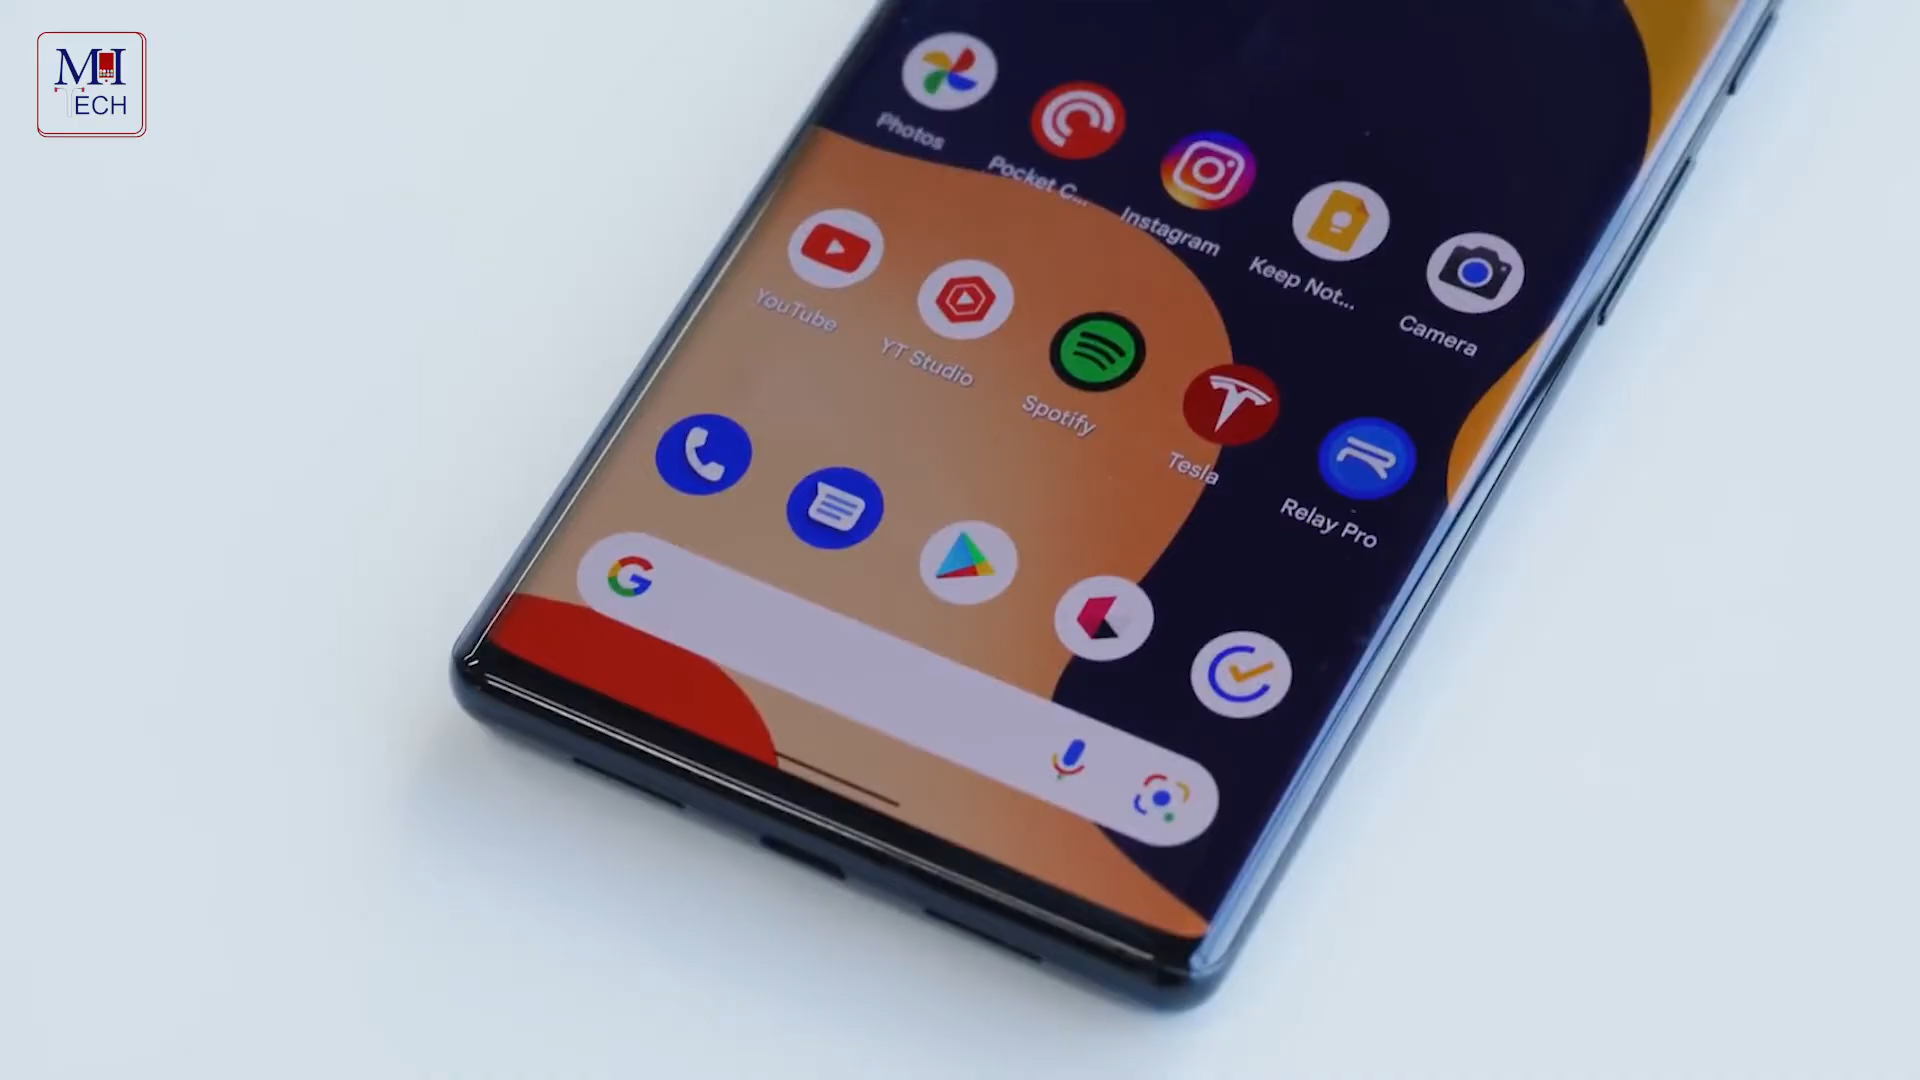 MI
TECH
Photos
Pocket C...
Instagram
Keep Not...
Camera
YouTube
YT Studio
Spotify
Tesla
Relay Pro
G